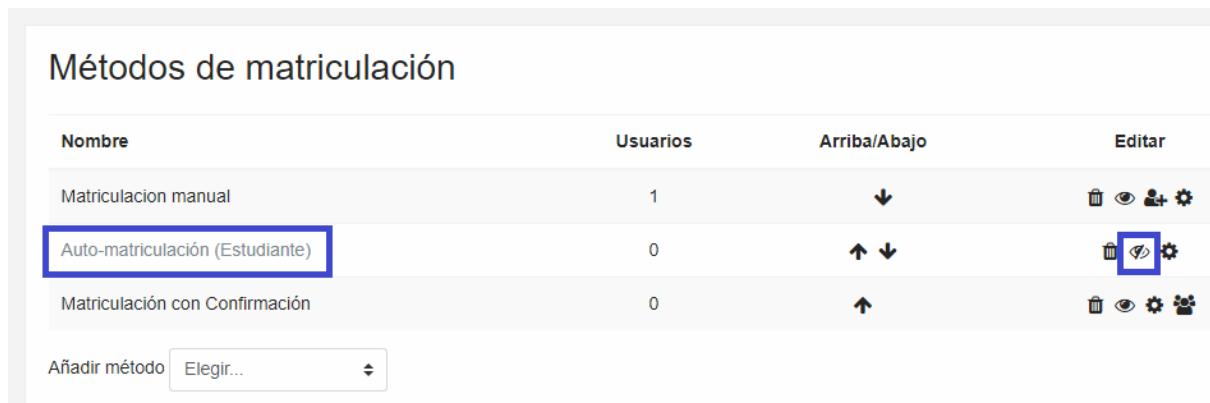 Métodos de matriculación
Nombre Usuarios Arriba/Abajo Editar
Matriculacion manual 1
Auto-matriculación (Estudiante) 0
Matriculación con Confirmación 0
Añadir método Elegir...